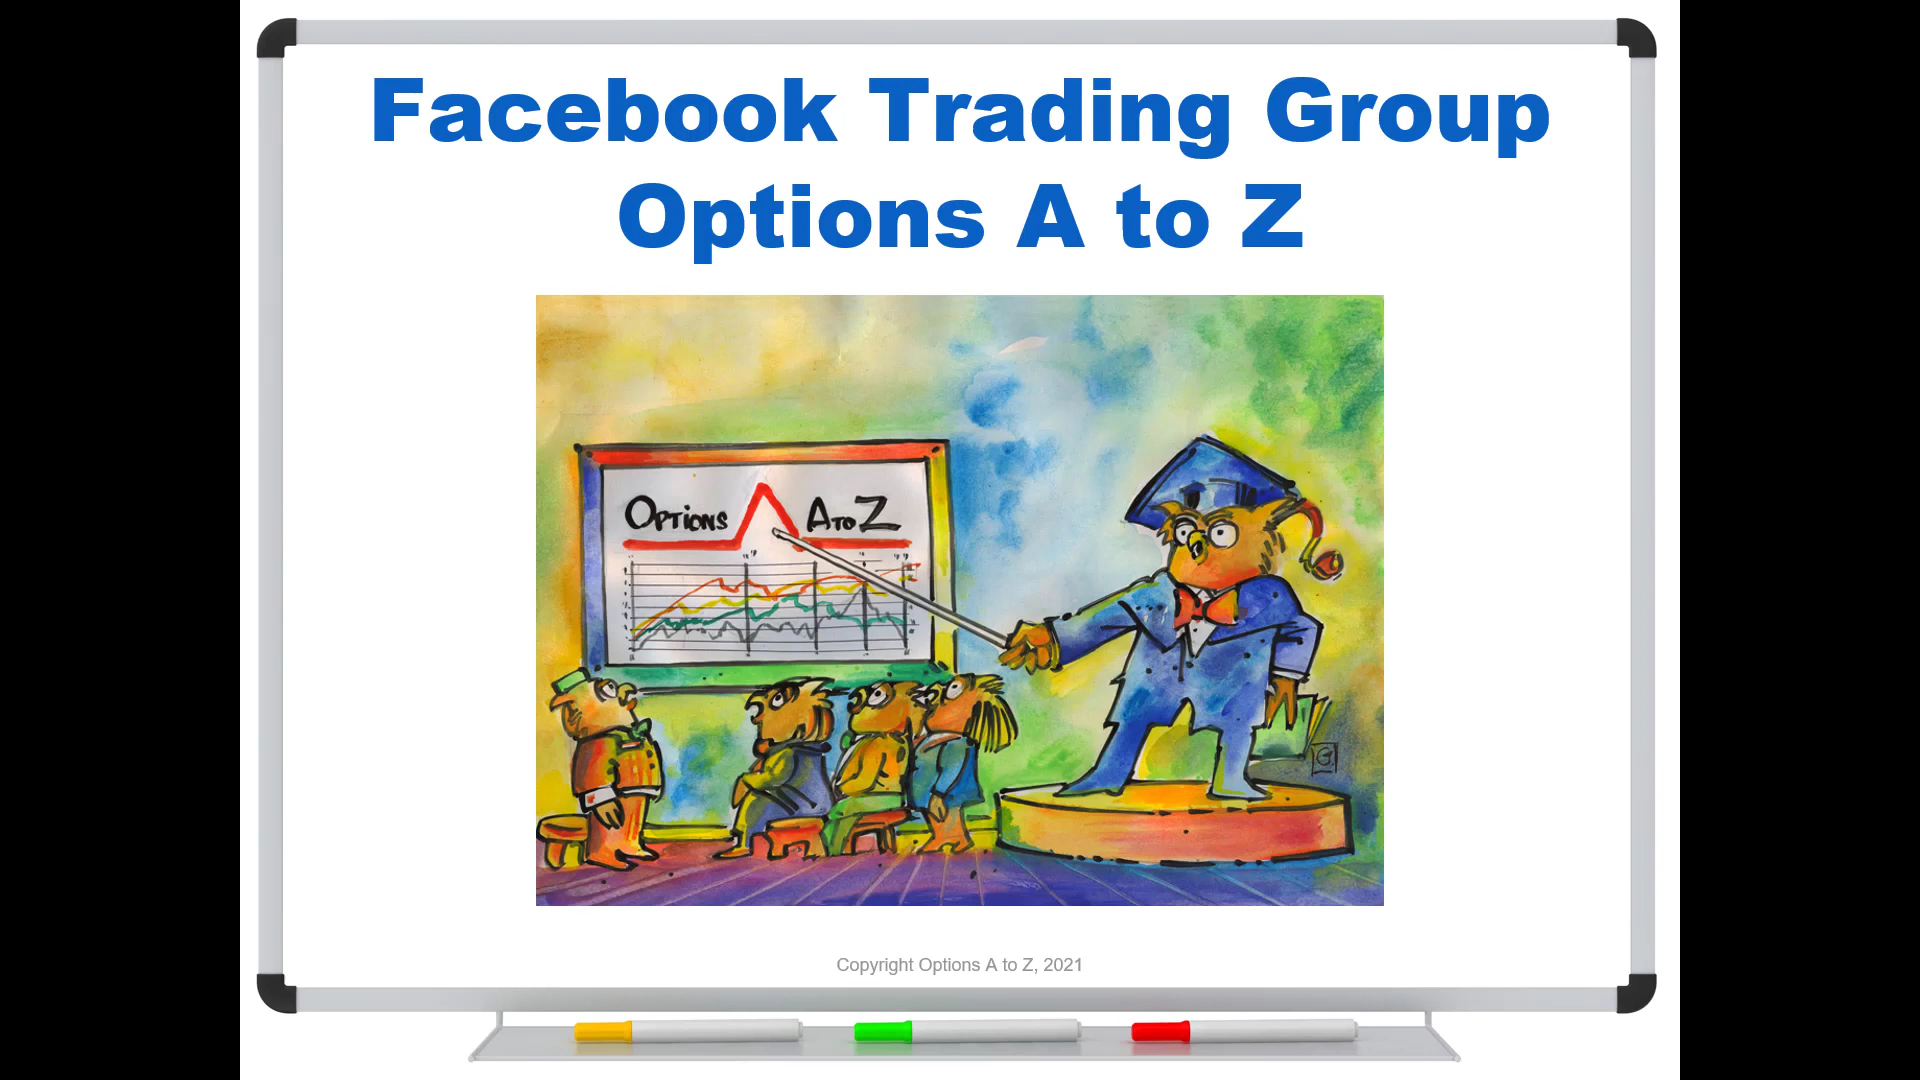 Facebook Trading Group
Options A to Z
OPTiONS A TO Z
G
Copyright Options A to Z, 2021